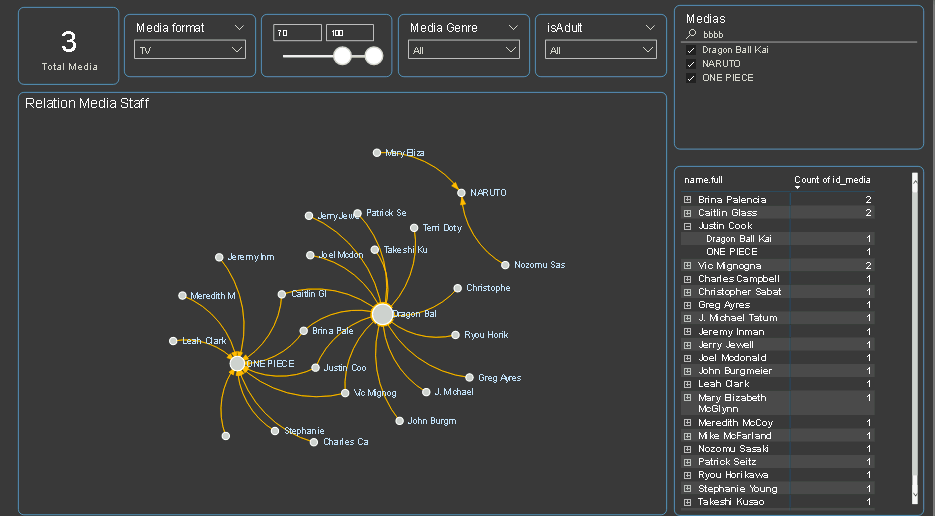 3
Total Media
Media format
TV
70
100
Media Genre
All
isAdult
All
Medias
bbbb
Dragon Ball Kai
NARUTO
ONE PIECE
Relation Media Staff
Mary Eliza
NARUTO
Jerry Jewe
Patrick Se
Terri Doty
Takeshi Ku
Joel Mcdon
Jeremy Inm
Nozomu Sas
Christophe
Meredith M
Caitlin Gl
Dragon Bal
Brina Pale
Ryou Horik
Leah Clark
ONE PIECE
Justin Coo
Greg Ayres
Vic Mignog
J. Michael
John Burgm
Stephanie
Charles Ca
name.full Count of id_media
Brina Palencia 2
Caitlin Glass 2
Justin Cook
Dragon Ball Kai 1
ONE PIECE 1
Vic Mignogna 2
Charles Campbell 1
Christopher Sabat 1
Greg Ayres 1
J. Michael Tatum 1
Jeremy Inman 1
Jerry Jewell 1
Joel Mcdonald 1
John Burgmeier 1
Leah Clark 1
Mary Elizabeth 1
McGlynn
Meredith McCoy 1
Mike McFarland 1
Nozomu Sasaki 1
Patrick Seitz 1
Ryou Horikawa 1
Stephanie Young 1
Takeshi Kusao 1